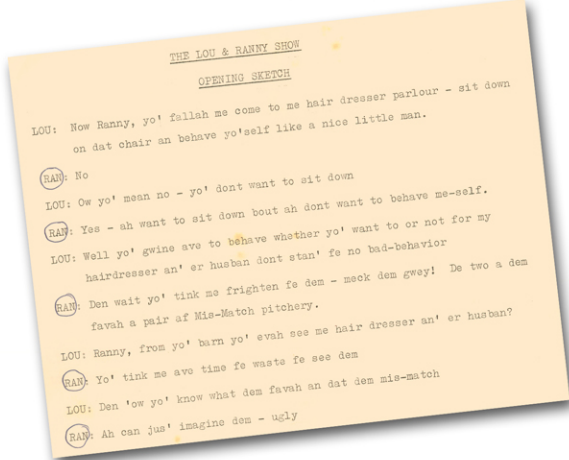 THE LOU & RANNY SHOW
OPENING SKETCH
LOU: Now Ranny, yo' fallah me come to me hair dresser parlour - sit down
on dat chair an behave yo'self like a nice little man.
RAN: No
LOU: Ow yo' mean no - yo' dont want to sit down
RAN: Yes - ah want to sit down bout ah dont want to behave me-self.
LOU: Well yo' gwine ave to behave whether yo' want to or not for my
hairdresser an' er husban dont stan' fe no bad-behavior
RAN: Den wait yo' tink me frighten fe dem - meck dem gwey! De two a dem
favah a pair af Mis-Match pitchery.
LOU: Ranny, from yo' barn yo' evah see me hair dresser an' er husban?
RAN: Yo' tink me ave time fe waste fe see dem
LOU: Den 'ow yo' know what dem favah an dat dem mis-match
RAN: Ah can jus' imagine dem - ugly